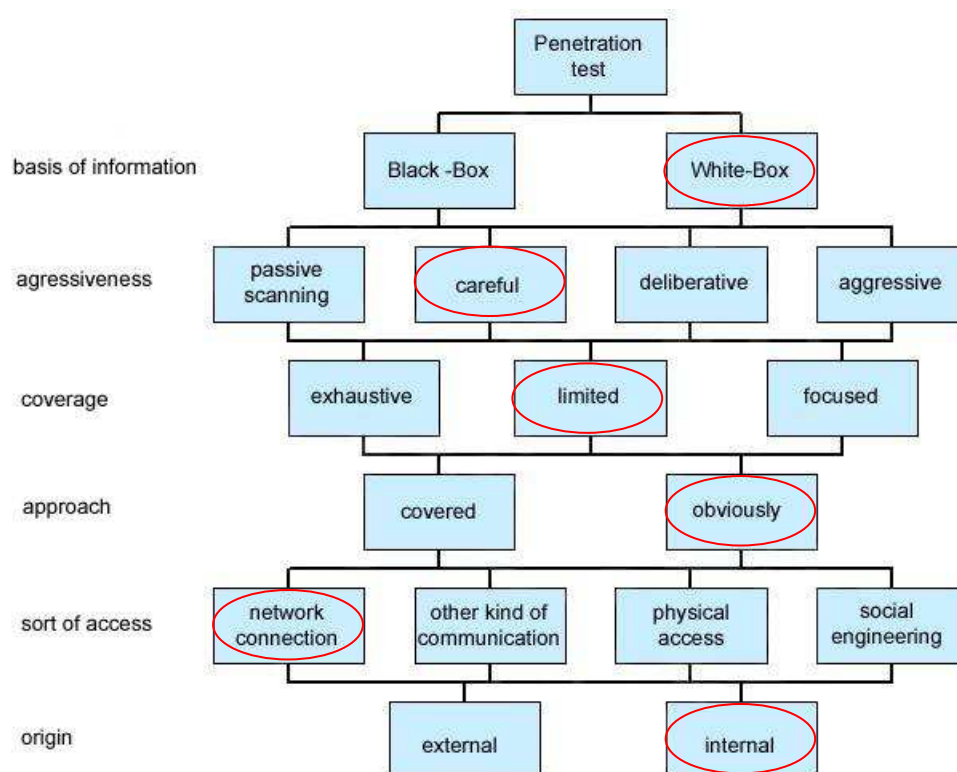 Penetration
test
basis of information
Black -Box
White-Box
agressiveness
passive
scanning
careful
deliberative
aggressive
coverage
exhaustive
limited
focused
approach
covered
obviously
sort of access
network
connection
other kind of
communication
physical
access
social
engineering
origin
external
internal